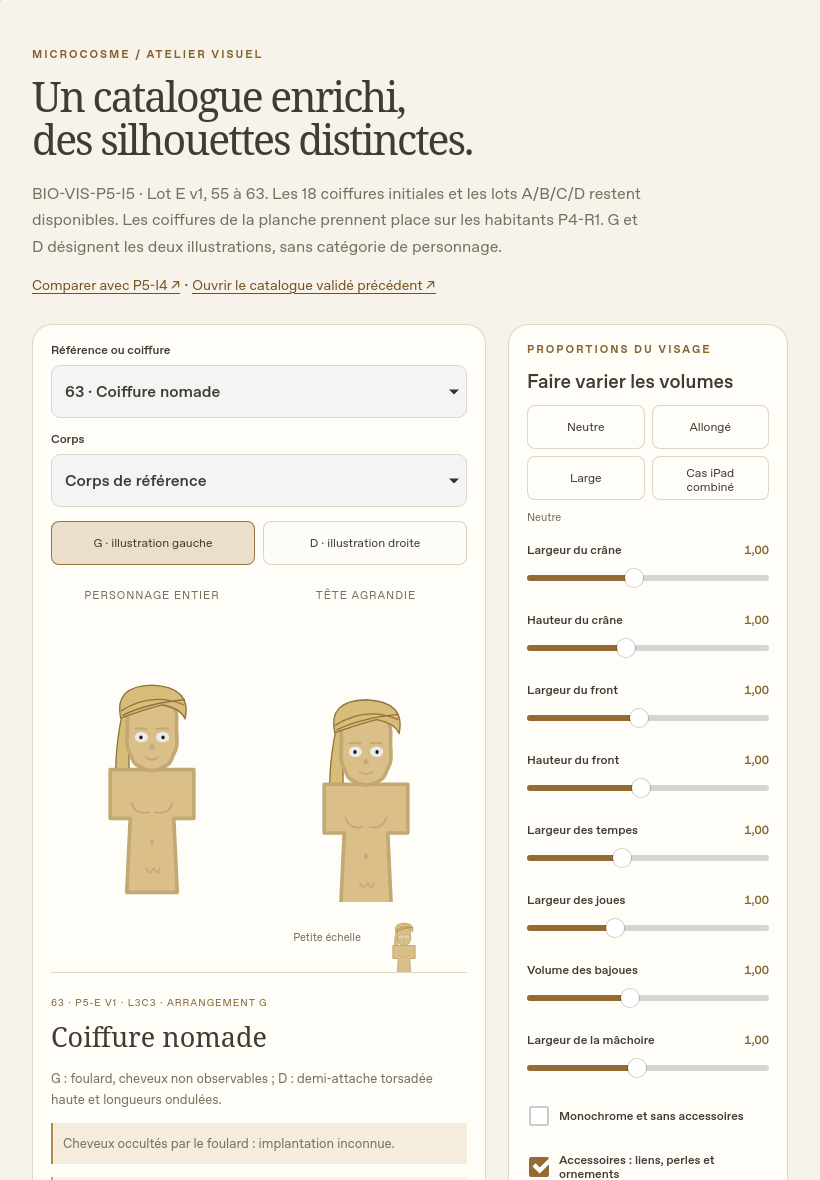 MICROCOSME / ATELIER VISUEL
Un catalogue enrichi,
des silhouettes distinctes.
BIO-VIS-P5-I5 · Lot E v1, 55 à 63. Les 18 coiffures initiales et les lots A/B/C/D restent
disponibles. Les coiffures de la planche prennent place sur les habitants P4-R1. G et
D désignent les deux illustrations, sans catégorie de personnage.
Comparer avec P5-I4 ↗ · Ouvrir le catalogue validé précédent ↗
Référence ou coiffure
63 · Coiffure nomade
Corps
Corps de référence
G · illustration gauche
D · illustration droite
PERSONNAGE ENTIER
TÊTE AGRANDIE
Petite échelle
63 · P5-E V1 · L3C3 · ARRANGEMENT G
Coiffure nomade
G : foulard, cheveux non observables ; D : demi-attache torsadée
haute et longueurs ondulées.
Cheveux occultés par le foulard : implantation inconnue.
PROPORTIONS DU VISAGE
Faire varier les volumes
Neutre
Allongé
Large
Cas iPad
combiné
Neutre
Largeur du crâne 1,00
Hauteur du crâne 1,00
Largeur du front 1,00
Hauteur du front 1,00
Largeur des tempes 1,00
Largeur des joues 1,00
Volume des bajoues 1,00
Largeur de la mâchoire 1,00
Monochrome et sans accessoires
Accessoires : liens, perles et
ornements